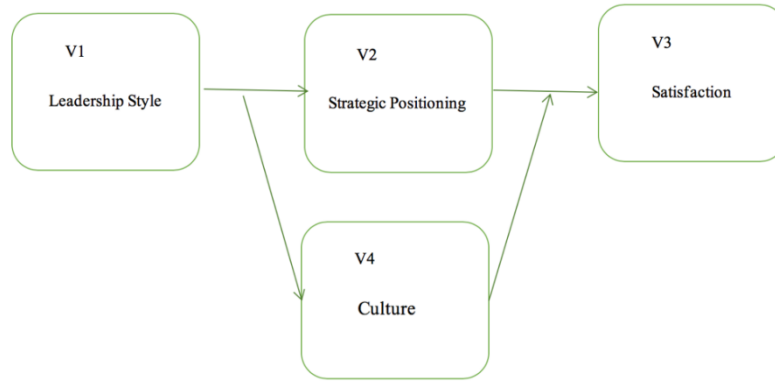 V1
Leadership Style
V2
Strategic Positioning
V3
Satisfaction
V4
Culture